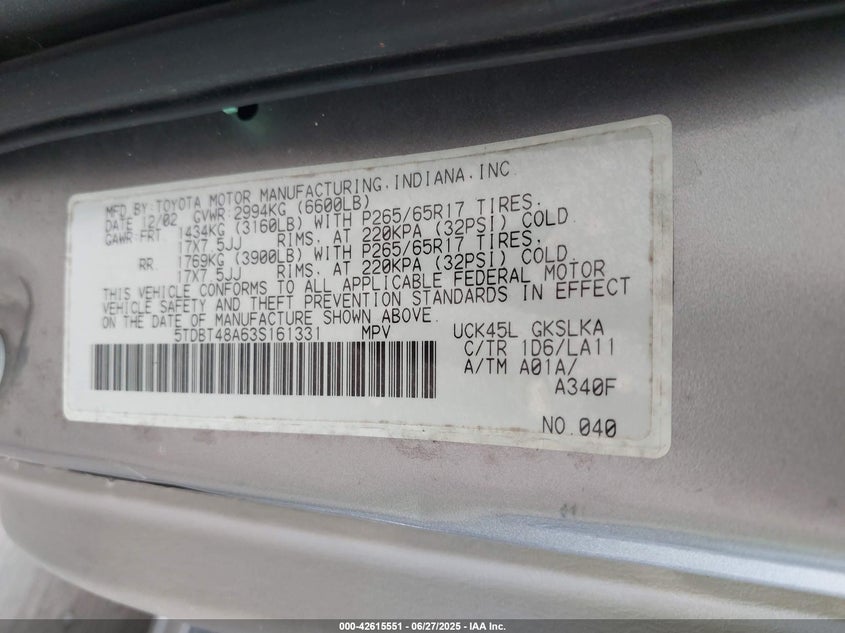 MFD BY: TOYOTA MOTOR MANUFACTURING, INDIANA, INC.
DATE 12/02 GVWR: 2994KG (6600LB)
GAWR: FRT. 1434KG (3160LB) WITH P265/65R17 TIRES.
17X7.5JJ RIMS. AT 220KPA (32PSI) COLD.
RR. 1769KG (3900LB) WITH P265/65R17 TIRES.
17X7.5JJ RIMS. AT 220KPA (32PSI) COLD.
THIS VEHICLE CONFORMS TO ALL APPLICABLE FEDERAL MOTOR
VEHICLE SAFETY AND THEFT PREVENTION STANDARDS IN EFFECT
ON THE DATE OF MANUFACTURE SHOWN ABOVE.
5TDBT48A63S161331 MPV UCK45L GKSLKA
C/TR 1D6/LA11
A/TM A01A/
A340F
NO.040
000-42615551 | 06/27/2025 | IAA Inc.